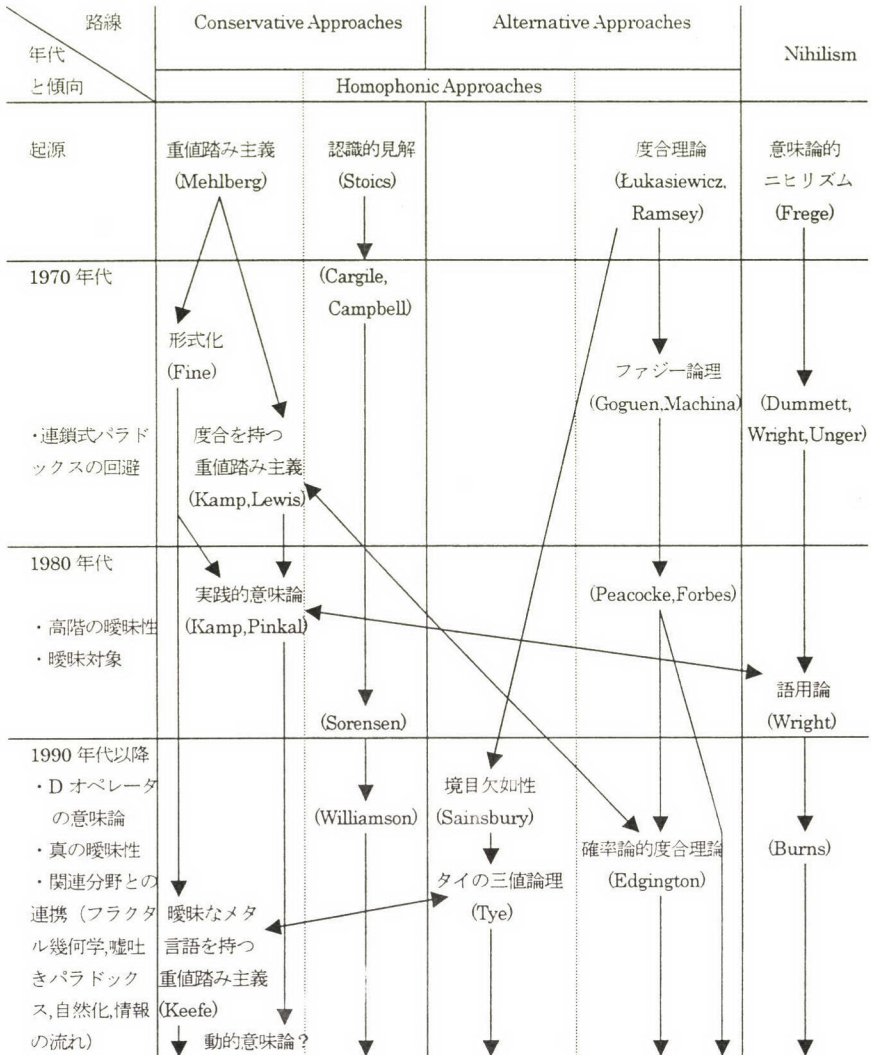 路線
Conservative Approaches
Alternative Approaches
Nihilism
年代
と傾向
Homophonic Approaches
起源
重値踏み主義
(Mehlberg)
認識的見解
(Stoics)
度合理論
(Łukasiewicz,
Ramsey)
意味論的
ニヒリズム
(Frege)
1970 年代
(Cargile,
Campbell)
形式化
(Fine)
ファジー論理
(Goguen,Machina)
(Dummett,
Wright,Unger)
・連鎖式パラド
ックスの回避
度合を持つ
重値踏み主義
(Kamp,Lewis)
1980 年代
・高階の曖昧性
・曖昧対象
実践的意味論
(Kamp,Pinkal)
(Peacocke,Forbes)
語用論
(Wright)
(Sorensen)
1990 年代以降
・D オペレータ
の意味論
・真の曖昧性
・関連分野との
連携（フラクタ
ル幾何学,嘘吐
きパラドック
ス,自然化,情報
の流れ）
(Williamson)
境目欠如性
(Sainsbury)
確率論的度合理論
(Edgington)
(Burns)
タイの三値論理
(Tye)
曖昧なメタ
言語を持つ
重値踏み主義
(Keefe)
動的意味論？